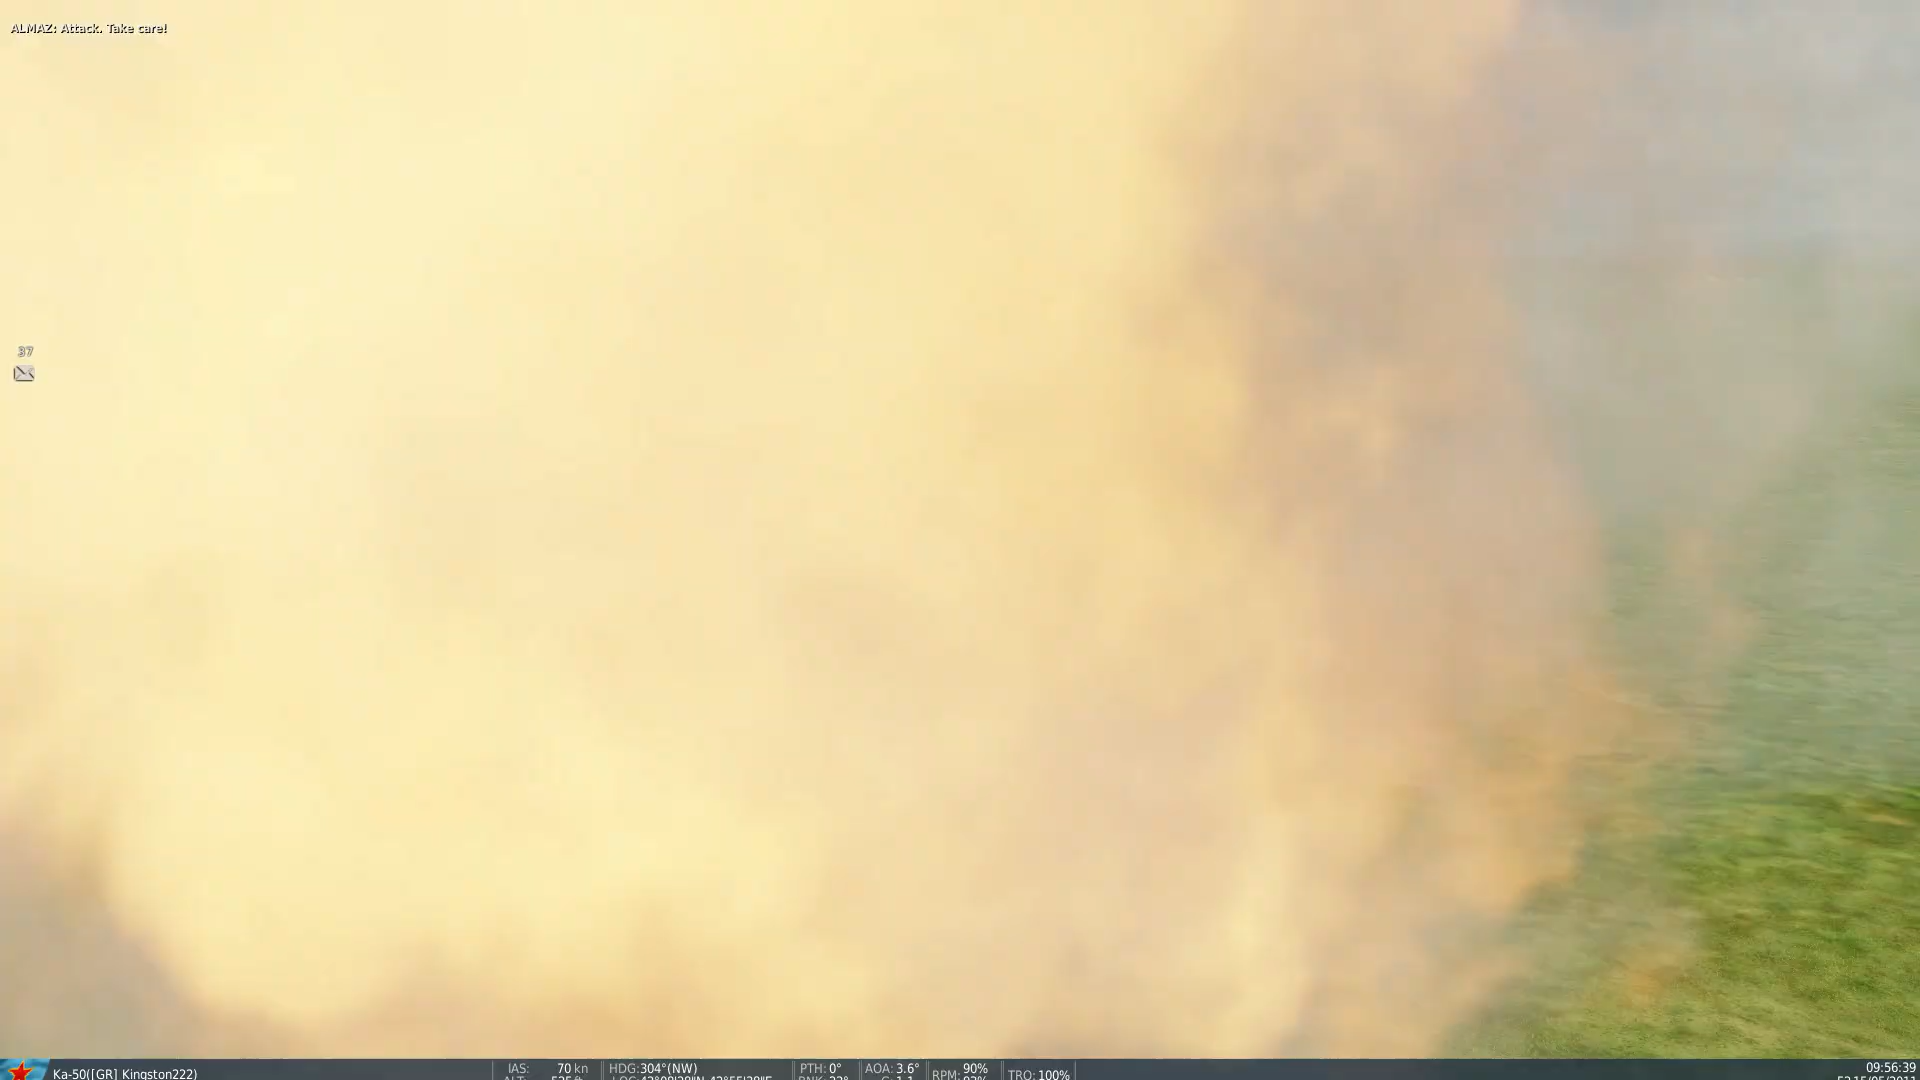 ALMAZ: Attack. Take care!
37
Ka-50([GR] Kingston222)
IAS: 70 kn
HDG:304°(NW)
PTH: 0°
AOA: 3.6°
RPM: 90%
TRO:100%
09:56:39